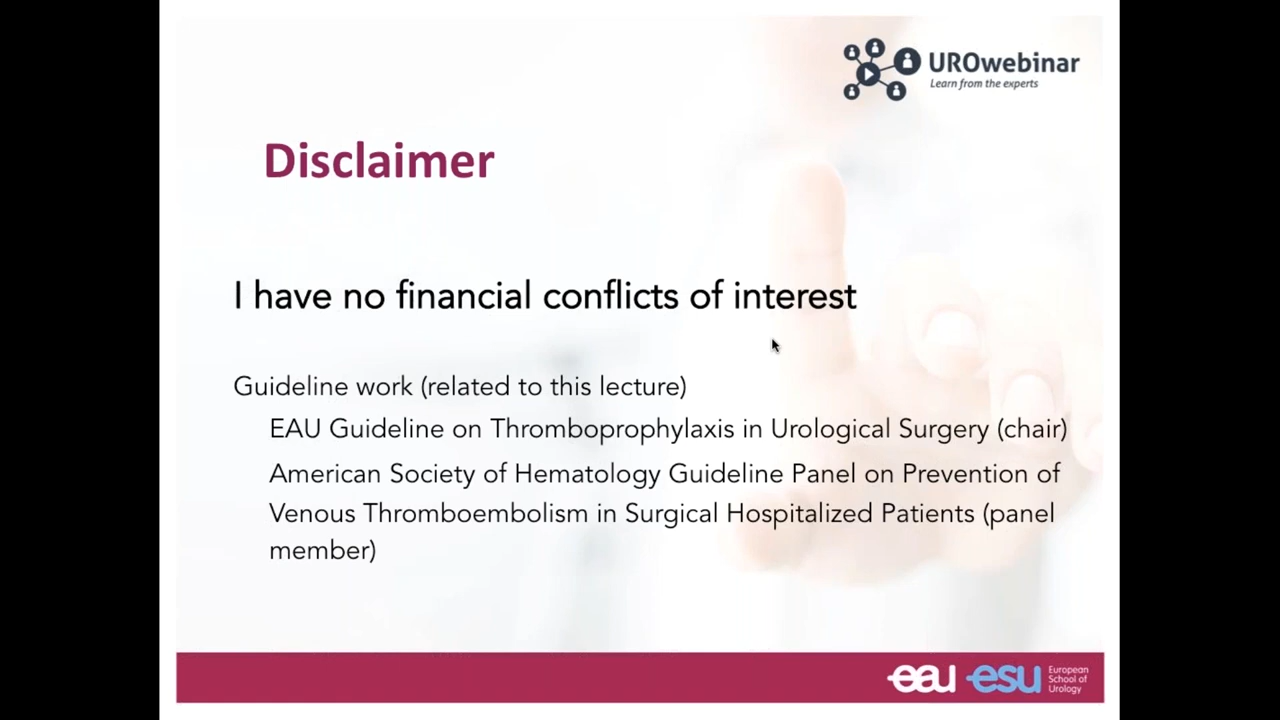 UROwebinar
Learn from the experts
Disclaimer
I have no financial conflicts of interest
Guideline work (related to this lecture)
EAU Guideline on Thromboprophylaxis in Urological Surgery (chair)
American Society of Hematology Guideline Panel on Prevention of
Venous Thromboembolism in Surgical Hospitalized Patients (panel
member)
eau esu European
School of
Urology